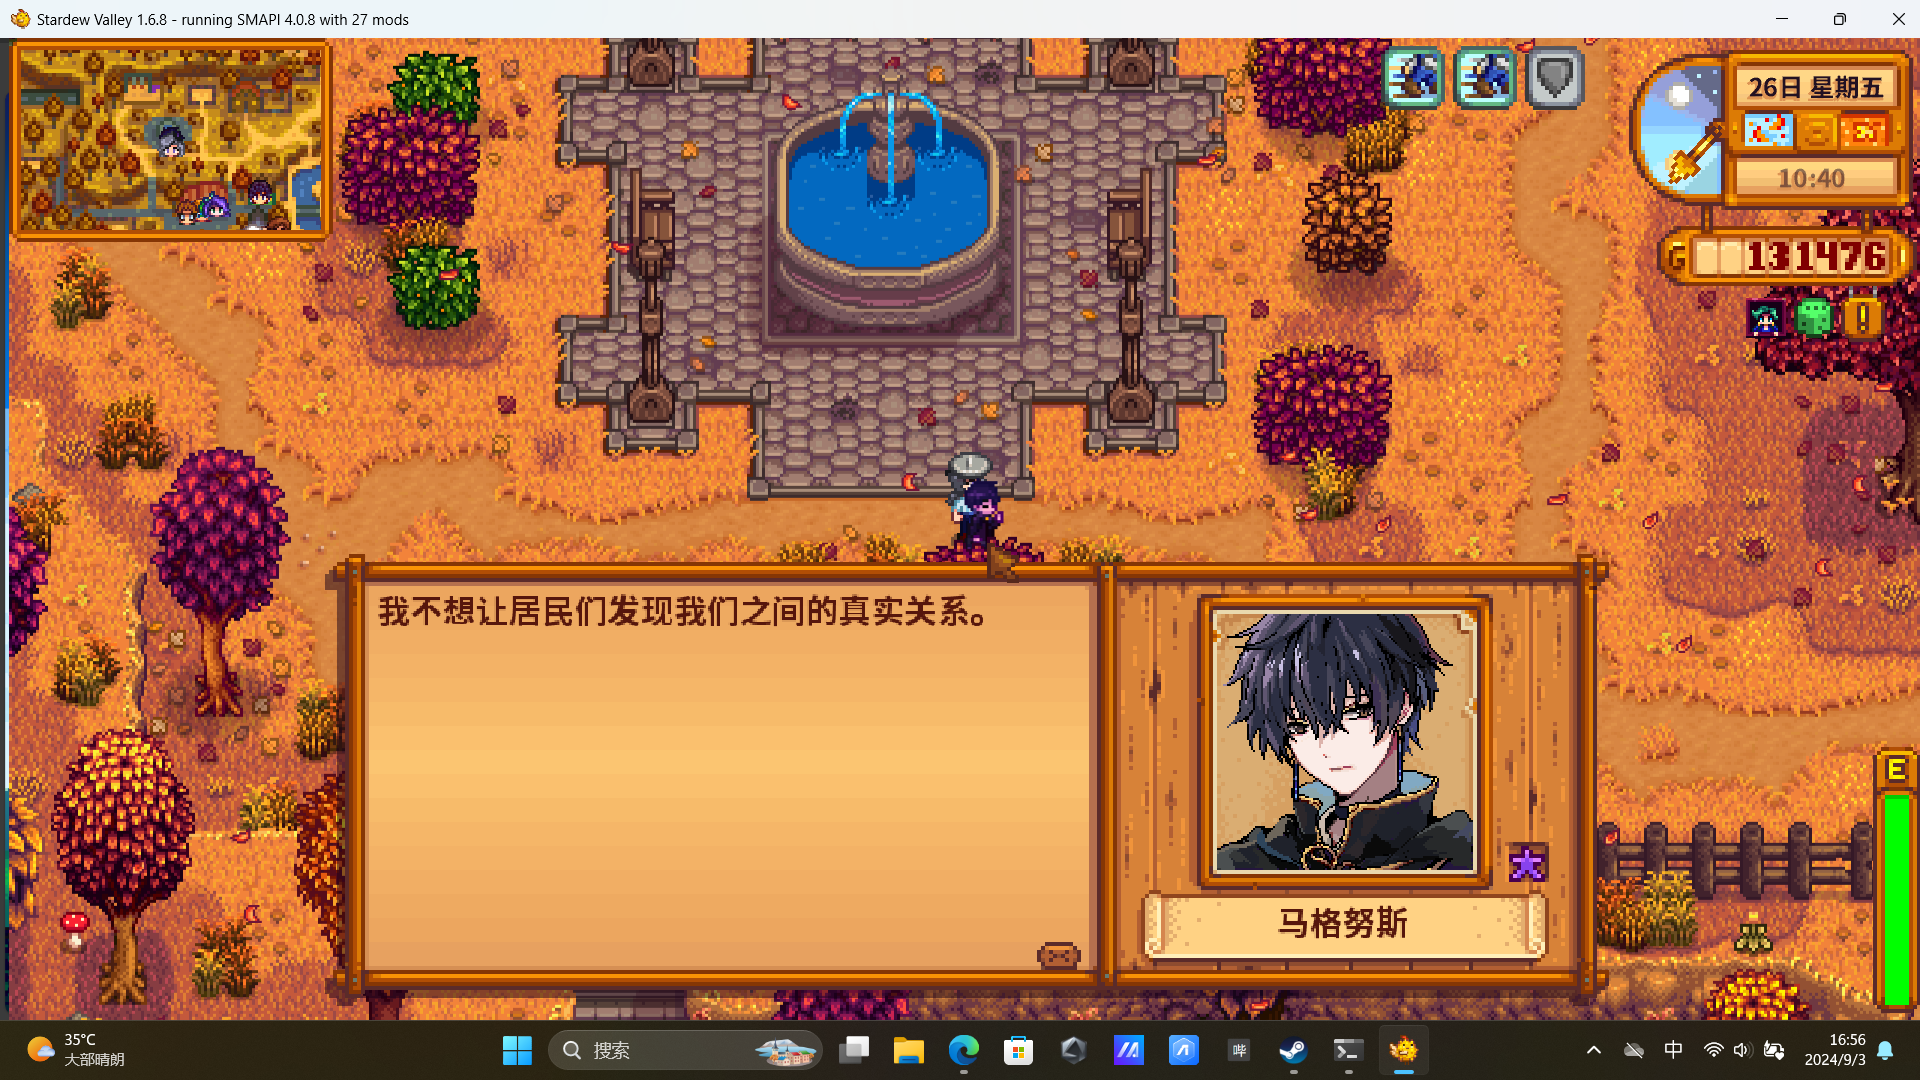 Stardew Valley 1.6.8 - running SMAPI 4.0.8 with 27 mods
26日 星期五
10:40
G 131476
我不想让居民们发现我们之间的真实关系。
马格努斯
E
35°C
大部晴朗
搜索
哔
中
16:56
2024/9/3